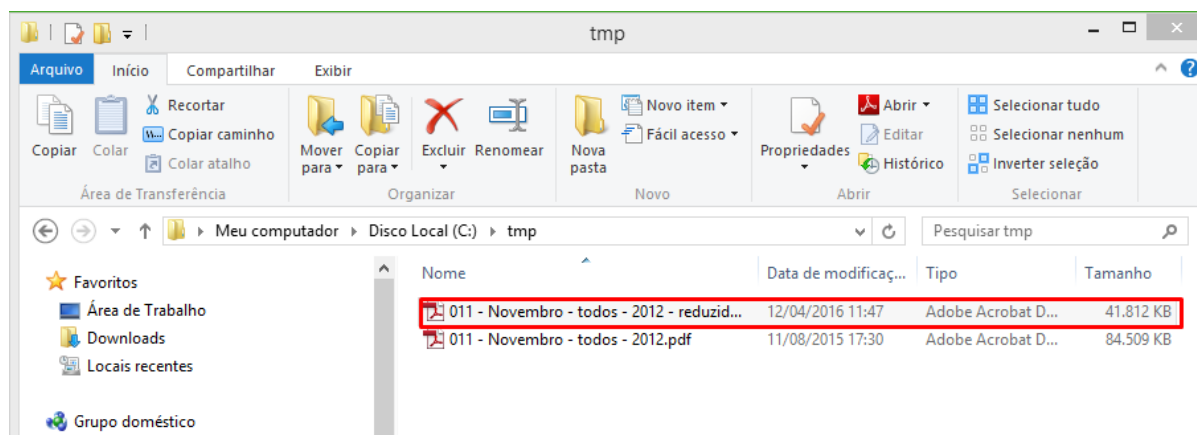 tmp
Arquivo Início Compartilhar Exibir
Copiar
Colar
Recortar
Copiar caminho
Colar atalho
Área de Transferência
Mover para
Copiar para
Excluir
Renomear
Organizar
Nova pasta
Novo item
Fácil acesso
Novo
Propriedades
Abrir
Editar
Histórico
Abrir
Selecionar tudo
Selecionar nenhum
Inverter seleção
Selecionar
Meu computador Disco Local (C:) tmp
Pesquisar tmp
Favoritos
Área de Trabalho
Downloads
Locais recentes
Grupo doméstico
Nome Data de modificaç... Tipo Tamanho
011 - Novembro - todos - 2012 - reduzid... 12/04/2016 11:47 Adobe Acrobat D... 41.812 KB
011 - Novembro - todos - 2012.pdf 11/08/2015 17:30 Adobe Acrobat D... 84.509 KB